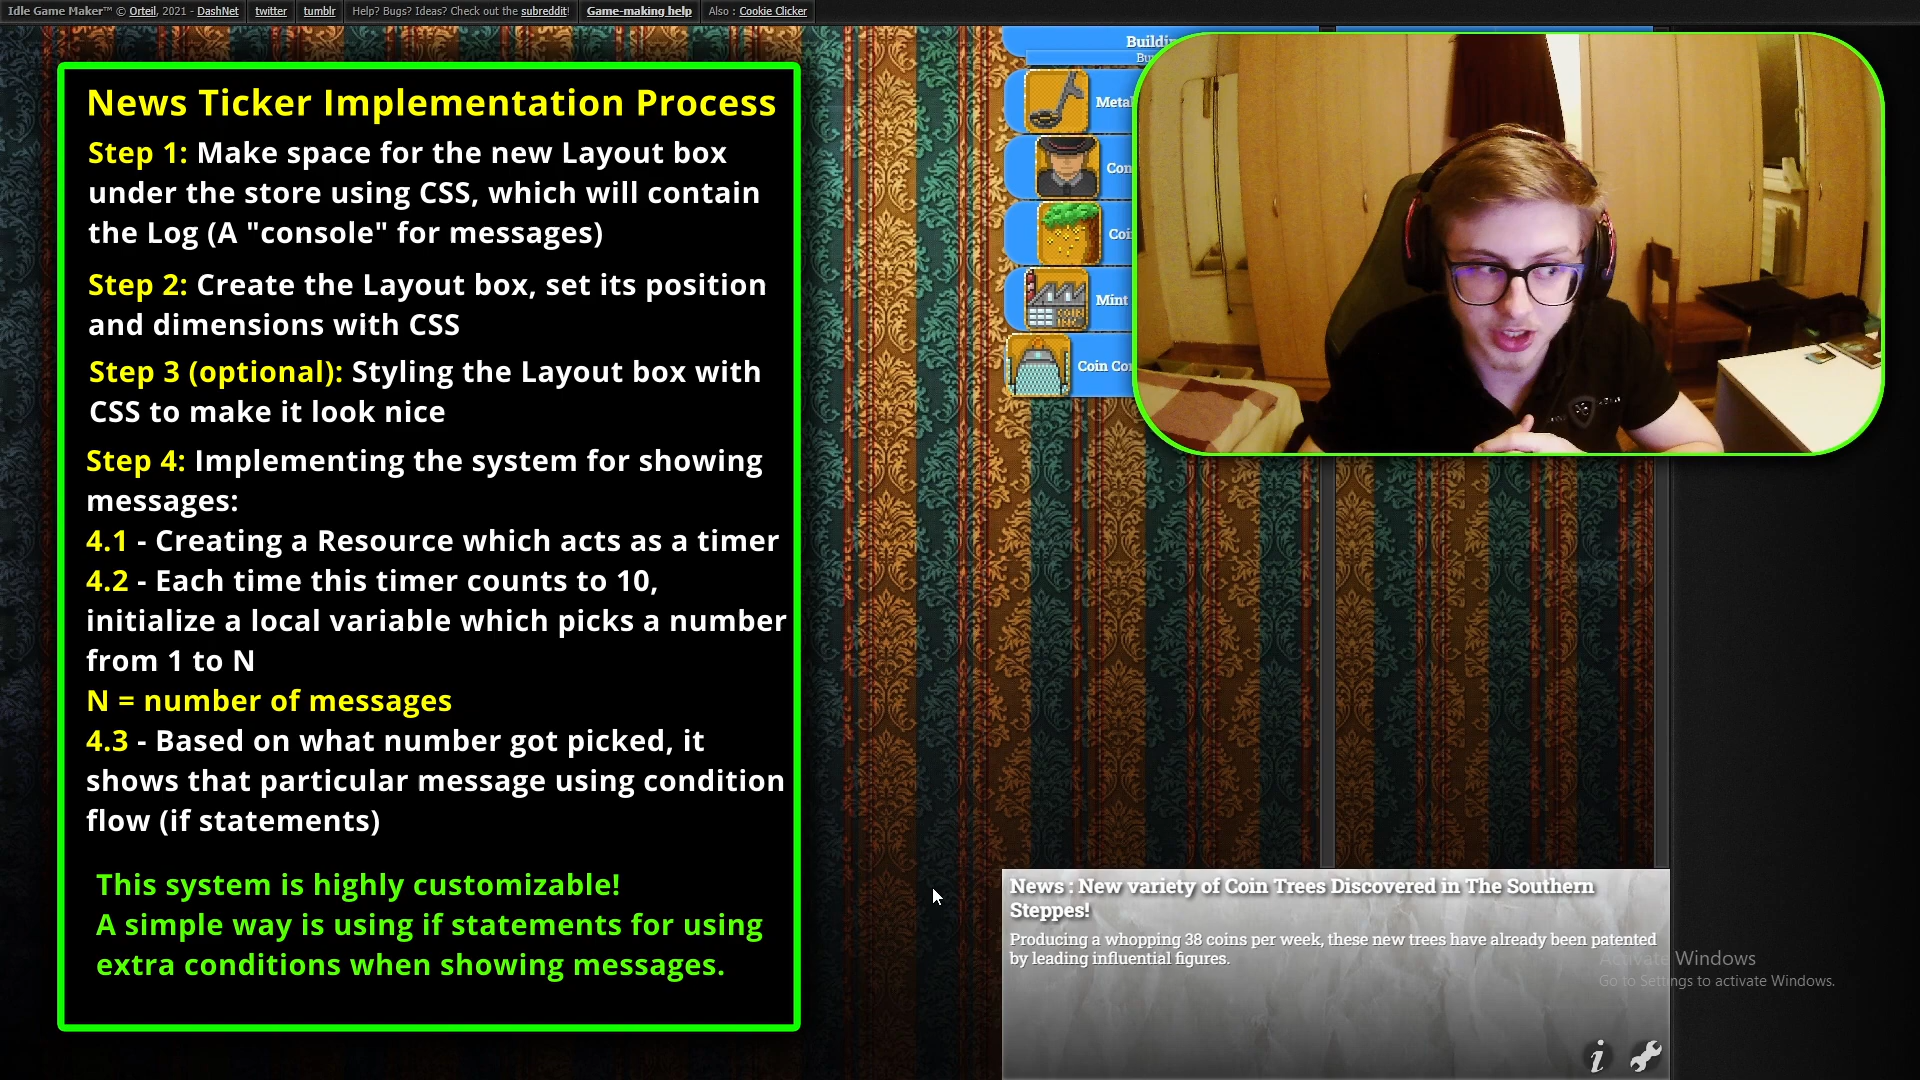 Idle Game Maker™ © Orteil, 2021 - DashNet
twitter
tumblr
Help? Bugs? Ideas? Check out the subreddit!
Game-making help
Also : Cookie Clicker
News Ticker Implementation Process
Step 1: Make space for the new Layout box
under the store using CSS, which will contain
the Log (A "console" for messages)
Step 2: Create the Layout box, set its position
and dimensions with CSS
Step 3 (optional): Styling the Layout box with
CSS to make it look nice
Step 4: Implementing the system for showing
messages:
4.1 - Creating a Resource which acts as a timer
4.2 - Each time this timer counts to 10,
initialize a local variable which picks a number
from 1 to N
N = number of messages
4.3 - Based on what number got picked, it
shows that particular message using condition
flow (if statements)
This system is highly customizable!
A simple way is using if statements for using
extra conditions when showing messages.
Mint
Coin
News : New variety of Coin Trees Discovered in The Southern
Steppes!
Producing a whopping 38 coins per week, these new trees have already been patented
by leading influential figures.
Activate Windows
Go to Settings to activate Windows.